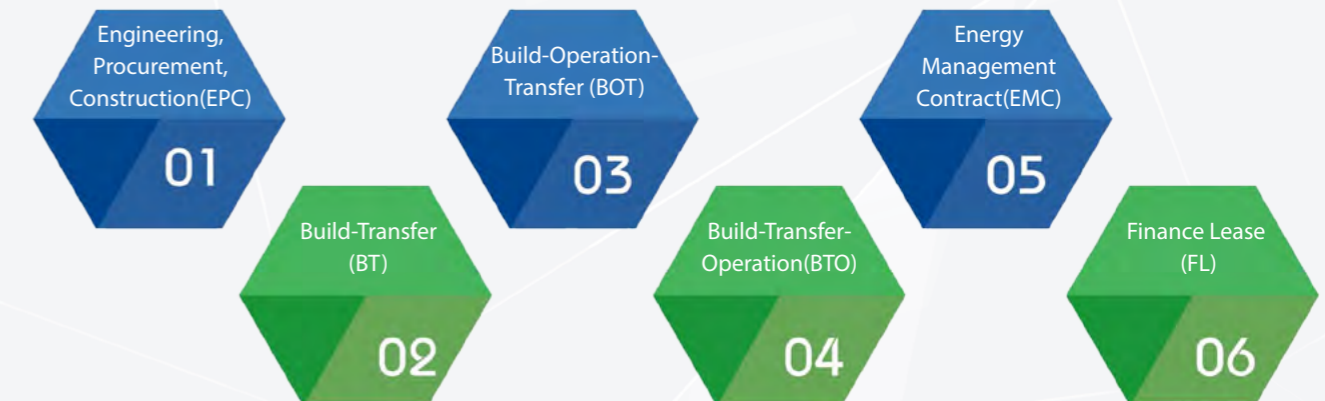 Engineering,
Procurement,
Construction(EPC)
01
Build-Transfer
(BT)
02
Build-Operation-
Transfer (BOT)
03
Build-Transfer-
Operation(BTO)
04
Energy
Management
Contract(EMC)
05
Finance Lease
(FL)
06